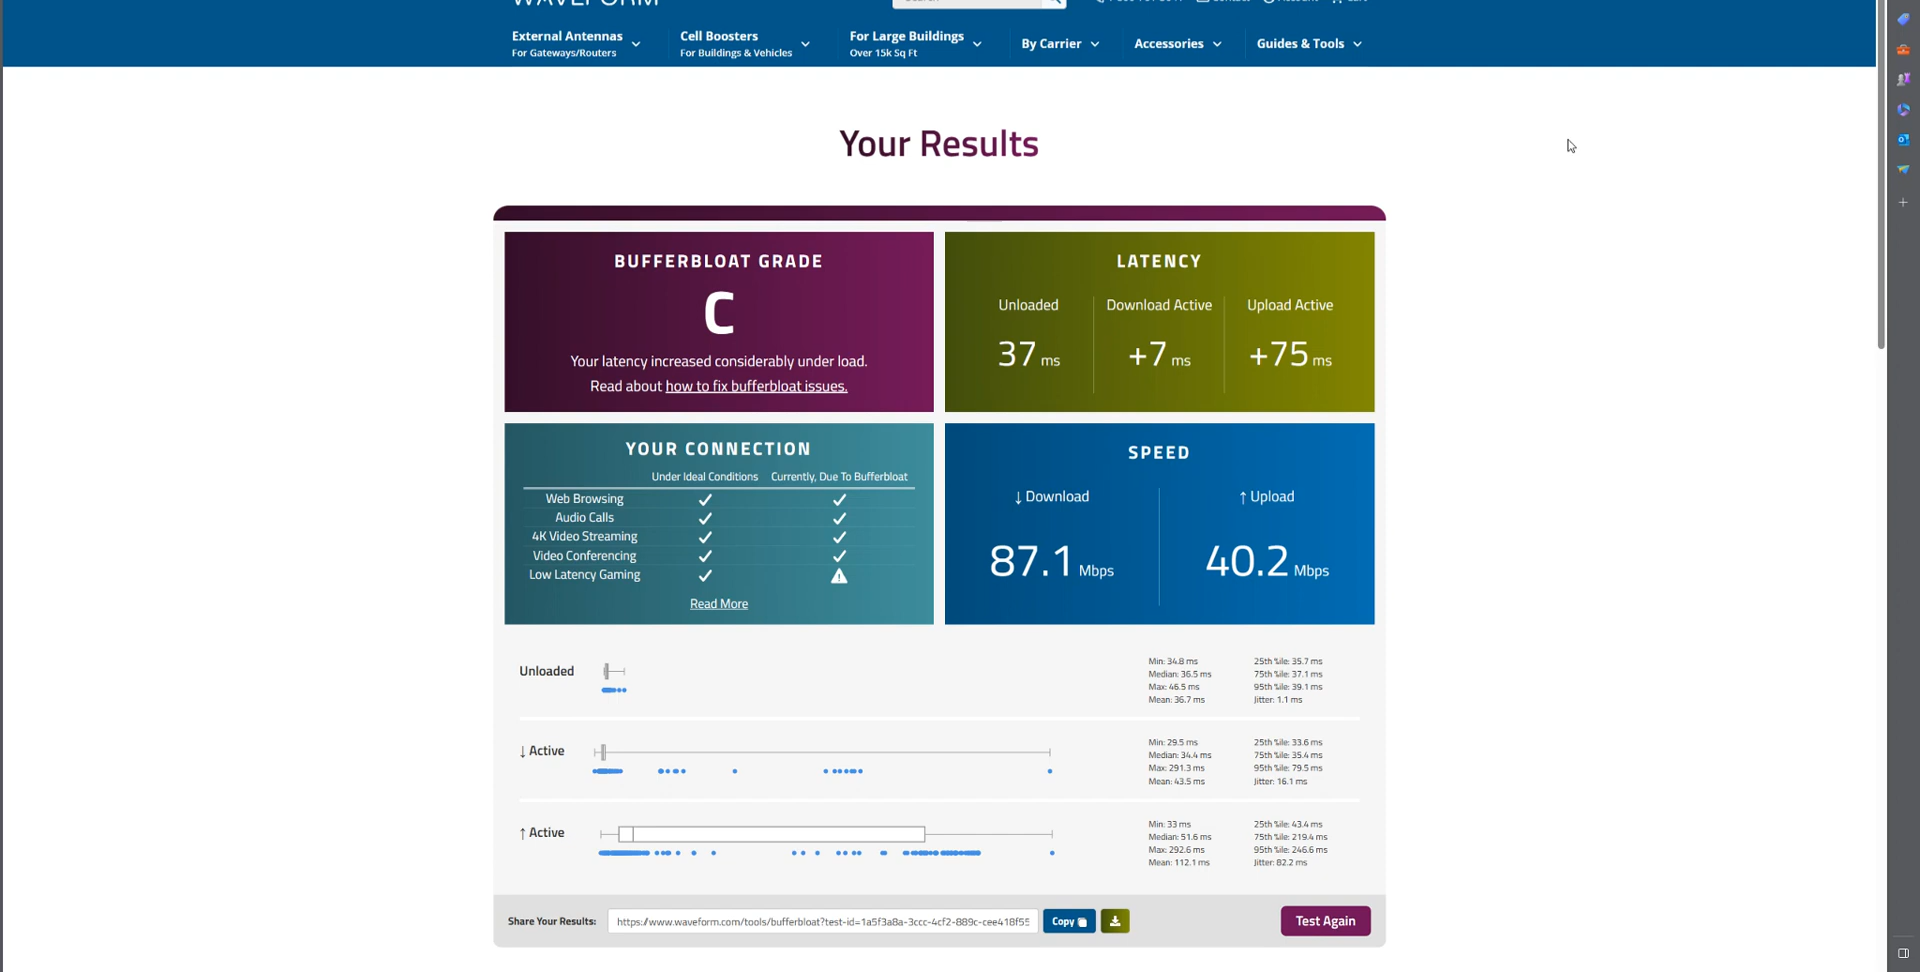 WAVEFORM
External Antennas
For Gateways/Routers
Cell Boosters
For Buildings & Vehicles
For Large Buildings
Over 15k Sq Ft
By Carrier
Accessories
Guides & Tools
Your Results
BUFFERBLOAT GRADE
C
Your latency increased considerably under load.
Read about how to fix bufferbloat issues.
LATENCY
Unloaded Download Active Upload Active
37 ms +7 ms +75 ms
YOUR CONNECTION
Under Ideal Conditions Currently, Due To Bufferbloat
Web Browsing
Audio Calls
4K Video Streaming
Video Conferencing
Low Latency Gaming
Read More
SPEED
↓ Download ↑ Upload
87.1 Mbps 40.2 Mbps
Unloaded
Min: 34.8 ms 25th %ile: 35.7 ms
Median: 36.5 ms 75th %ile: 37.1 ms
Max: 46.5 ms 95th %ile: 39.1 ms
Mean: 36.7 ms Jitter: 1.1 ms
↓ Active
Min: 29.5 ms 25th %ile: 33.6 ms
Median: 34.4 ms 75th %ile: 35.4 ms
Max: 291.3 ms 95th %ile: 79.5 ms
Mean: 43.5 ms Jitter: 16.1 ms
↑ Active
Min: 33 ms 25th %ile: 43.4 ms
Median: 51.6 ms 75th %ile: 219.4 ms
Max: 292.6 ms 95th %ile: 246.6 ms
Mean: 112.1 ms Jitter: 82.2 ms
Share Your Results: https://www.waveform.com/tools/bufferbloat?test-id=1a5f3a8a-3ccc-4cf2-889c-cee418f55 Copy Test Again